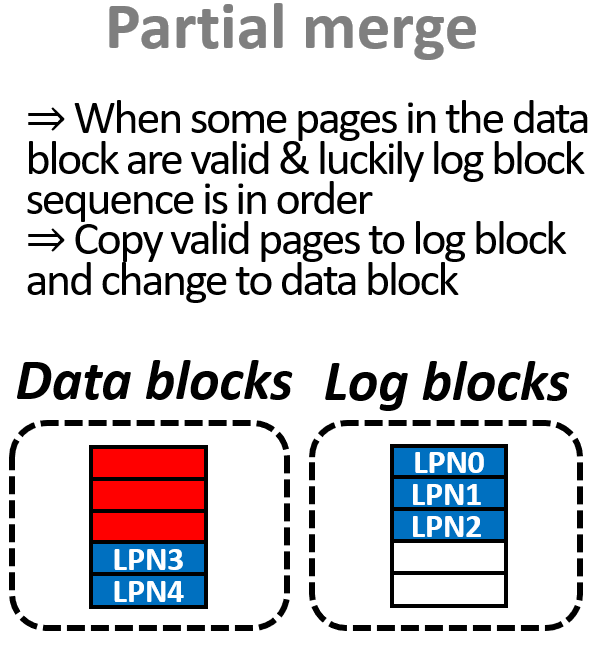 Partial merge
⇒ When some pages in the data
block are valid & luckily log block
sequence is in order
⇒ Copy valid pages to log block
and change to data block
Data blocks
Log blocks
LPN3
LPN4
LPN0
LPN1
LPN2